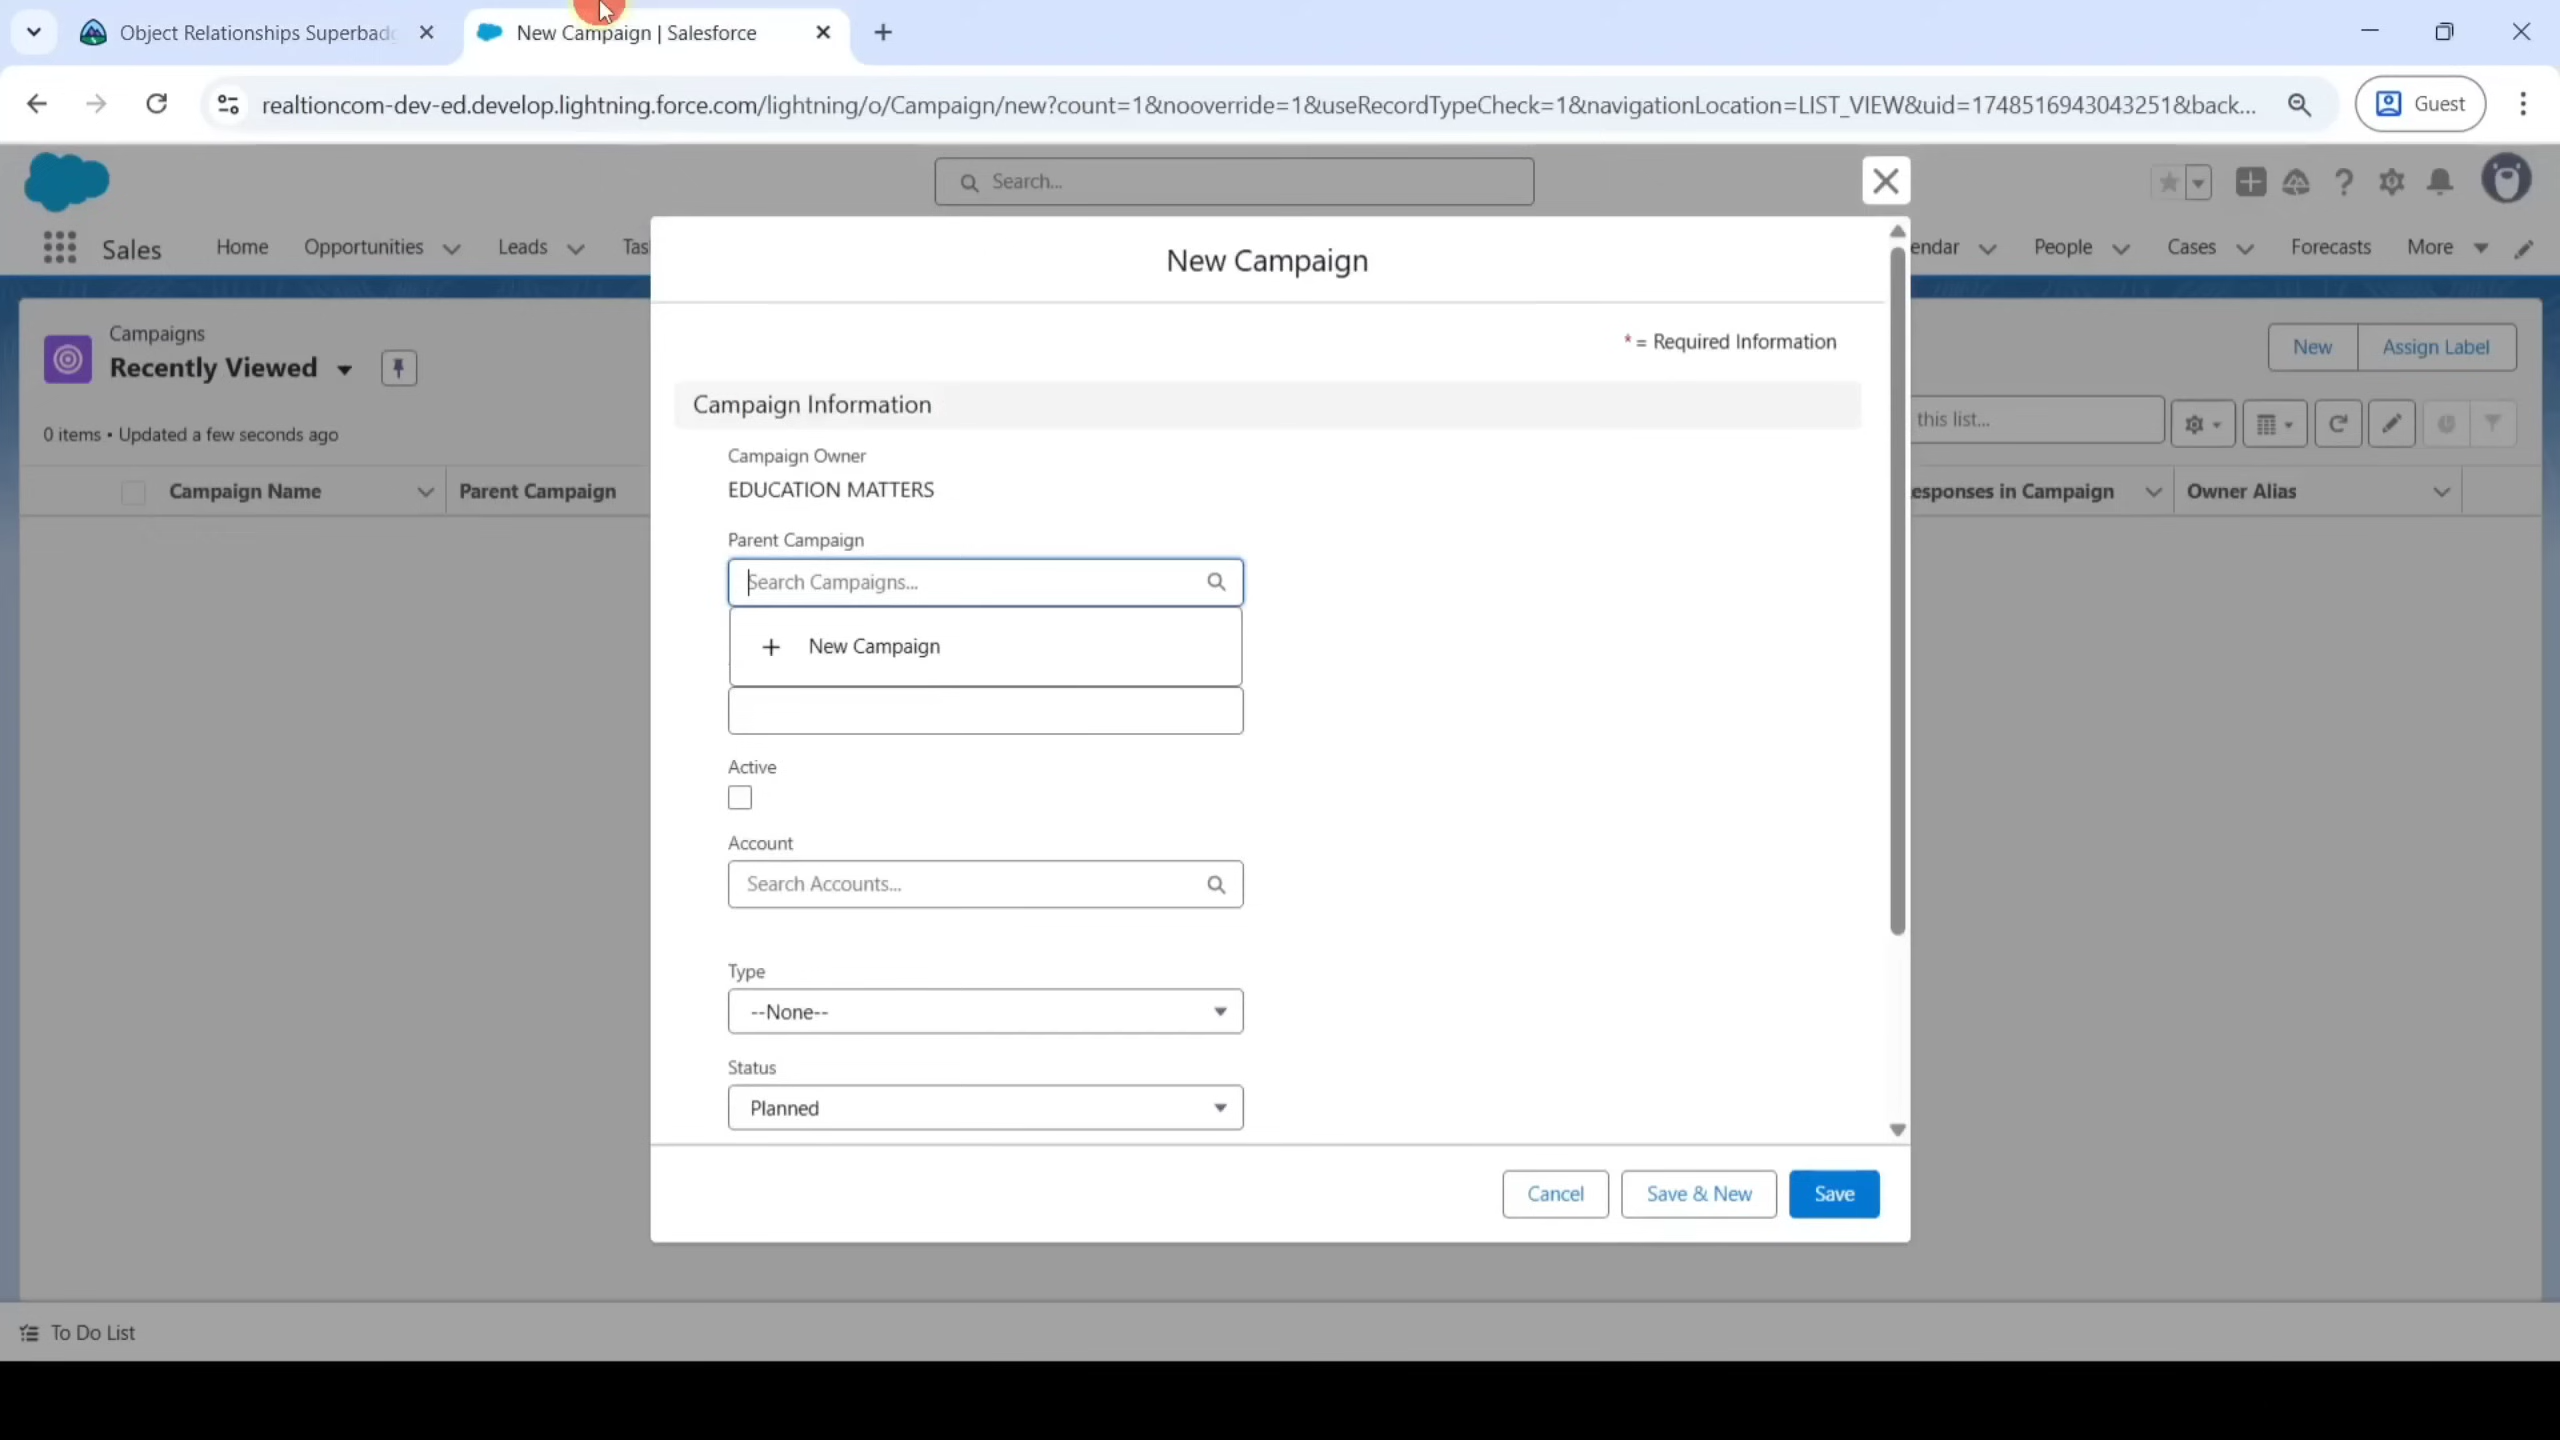 Object Relationships Superbadg
New Campaign | Salesforce
realtioncom-dev-ed.develop.lightning.force.com/lightning/o/Campaign/new?count=1&nooverride=1&useRecordTypeCheck=1&navigationLocation=LIST_VIEW&uid=1748516943043251&back...
Guest
Search...
Sales Home Opportunities Leads Tas endar People Cases Forecasts More
New Campaign
* = Required Information
Campaigns
Recently Viewed
New Assign Label
0 items • Updated a few seconds ago
this list...
Campaign Name Parent Campaign esponses in Campaign Owner Alias
Campaign Information
Campaign Owner
EDUCATION MATTERS
Parent Campaign
Search Campaigns...
New Campaign
Active
Account
Search Accounts...
Type
--None--
Status
Planned
Cancel Save & New Save
To Do List